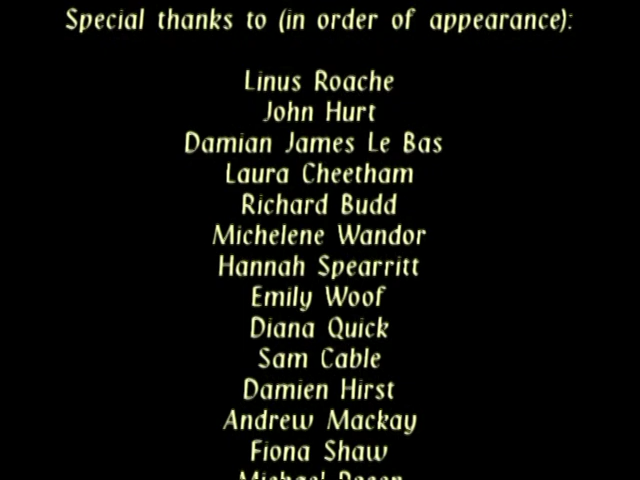 Special thanks to (in order of appearance):
Linus Roache
John Hurt
Damian James Le Bas
Laura Cheetham
Richard Budd
Michelene Wandor
Hannah Spearritt
Emily Woof
Diana Quick
Sam Cable
Damien Hirst
Andrew Mackay
Fiona Shaw
Michael